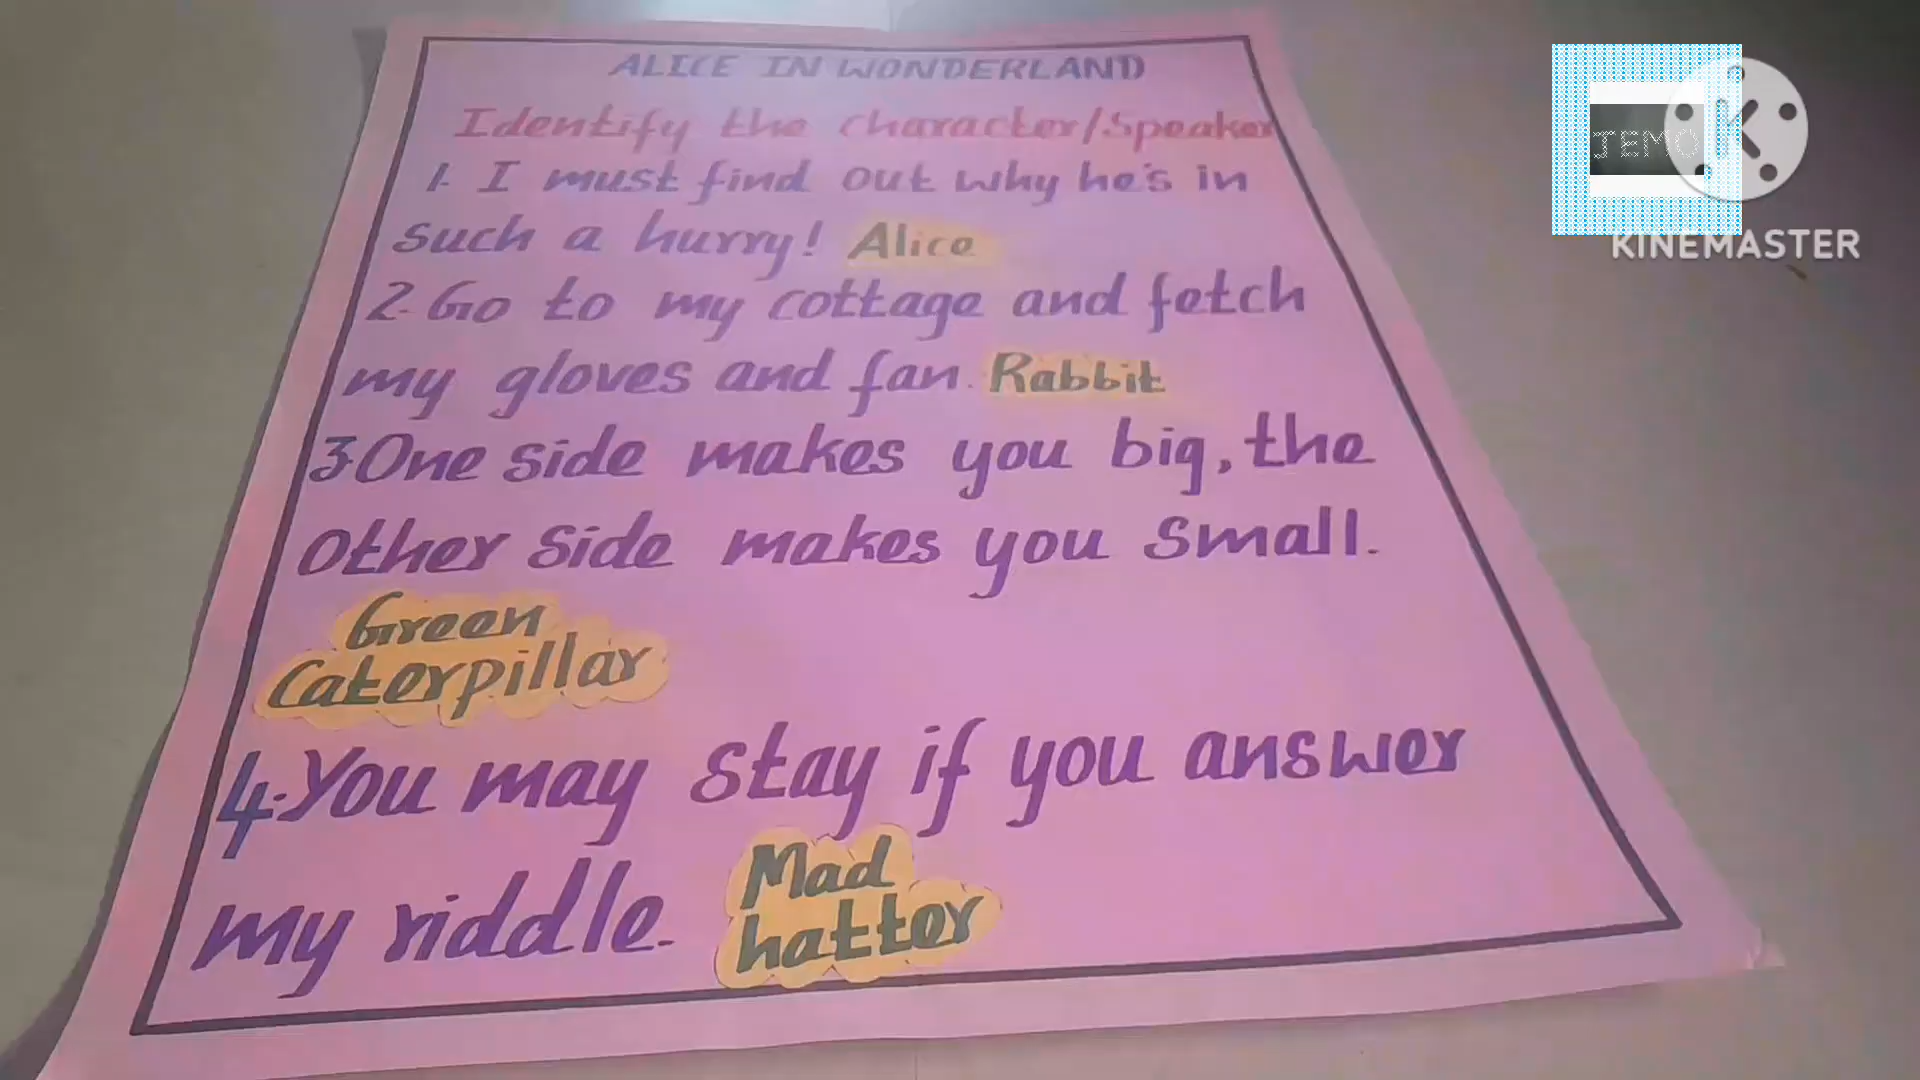 ALICE IN WONDERLAND
Identify the character/Speaker
1. I must find out why he's in
such a hurry! Alice
2. Go to my cottage and fetch
my gloves and fan. Rabbit
3. One side makes you big, the
other side makes you small.
Green
Caterpillar
4. You may stay if you answer
my riddle. Mad
hatter
JEMO
K
KINEMASTER